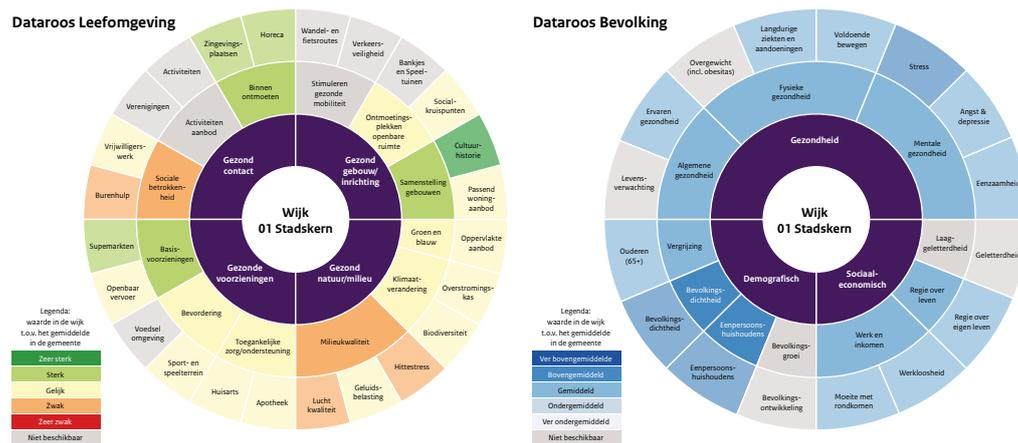 Dataroos Leefomgeving
Horeca
Wandel- en
fietsroutes
Verkeers-
veiligheid
Bankjes
en Speel-
tuinen
Social-
kruispunten
Cultuur-
historie
Passend
woning-
aanbod
Oppervlakte
aanbod
Overstromings-
kas
Biodiversiteit
Hittestress
Geluids-
belasting
Lucht
kwaliteit
Apotheek
Huisarts
Sport- en
speelterrein
Voedsel
omgeving
Openbaar
vervoer
Supermarkten
Burenhulp
Vrijwilligers-
werk
Verenigingen
Activiteiten
Zingevings-
plaatsen
Binnen
ontmoeten
Stimuleren
gezonde
mobiliteit
Ontmoetings-
plekken
openbare
ruimte
Samenstelling
gebouwen
Groen en
blauw
Klimaat-
verandering
Milieukwaliteit
Toegankelijke
zorg/ondersteuning
Bevordering
Basis-
voorzieningen
Sociale
betrokken-
heid
Activiteiten
aanbod
Gezond
contact
Gezond
gebouw/
inrichting
Gezond
natuur/milieu
Gezonde
voorzieningen
Wijk
01 Stadskern
Legenda:
waarde in de wijk
t.o.v. het gemiddelde
in de gemeente
Zeer sterk
Sterk
Gelijk
Zwak
Zeer zwak
Niet beschikbaar
Dataroos Bevolking
Langdurige
ziekten en
aandoeningen
Voldoende
bewegen
Stress
Angst &
depressie
Eenzaamhei
Geletterdhei
Regie over
eigen leven
Werkloosheid
Moeite met
rondkomen
Bevolkings-
ontwikkeling
Eenpersoons-
huishoudens
Bevolkings-
dichtheid
Ouderen
(65+)
Levens-
verwachting
Ervaren
gezondheid
Overgewicht
(incl. obesitas)
Fysieke
gezondheid
Mentale
gezondheid
Laag-
geletterdheid
Regie over
leven
Werk en
inkomen
Bevolkings-
groei
Eenpersoons-
huishoudens
Bevolkings-
dichtheid
Vergrijzing
Algemene
gezondheid
Gezondheid
Sociaal-
economisch
Demografisch
Wijk
01 Stadskern
Legenda:
waarde in de wijk
t.o.v. het gemiddelde
in de gemeente
Ver bovengemiddelde
Bovengemiddeld
Gemiddeld
Ondergemiddeld
Ver ondergemiddeld
Niet beschikbaar